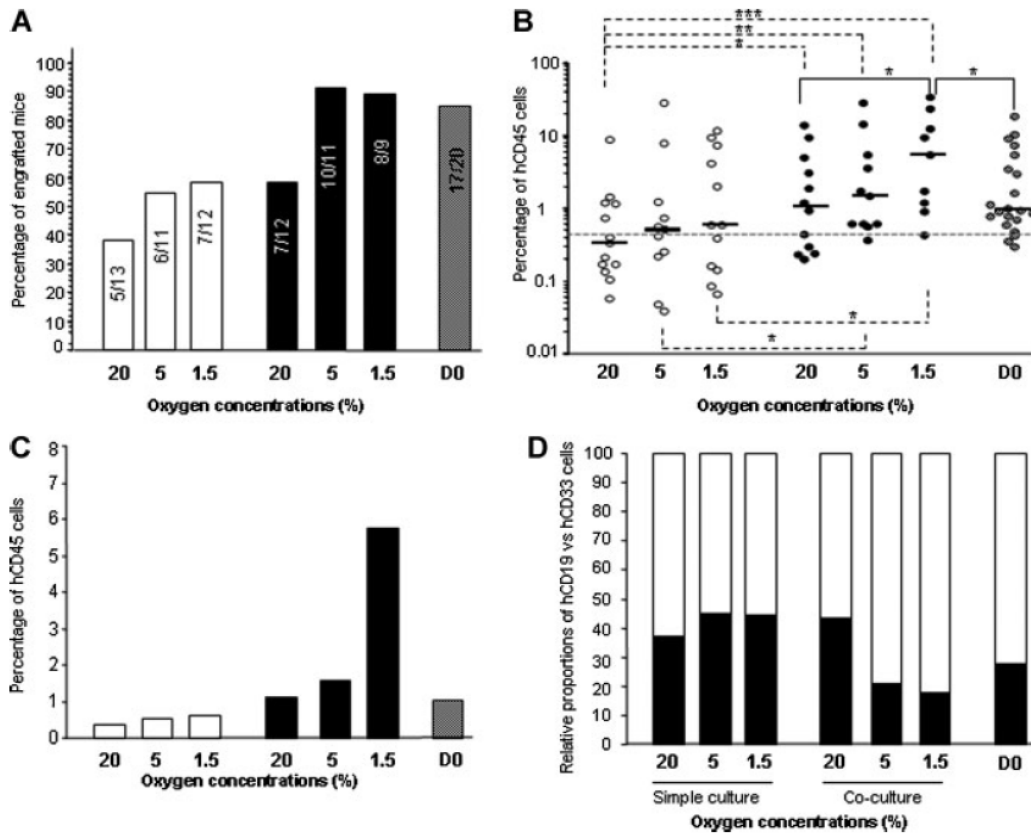 A
Percentage of engrafted mice
100
90
80
70
60
50
40
30
20
10
0
5/13
6/11
7/12
7/12
10/11
8/9
17/20
20 5 1.5 20 5 1.5 D0
Oxygen concentrations (%)
B
Percentage of hCD45 cells
100
10
1
0.1
0.01
***
**
*
*
*
*
*
20 5 1.5 20 5 1.5 D0
Oxygen concentrations (%)
C
Percentage of hCD45 cells
8
7
6
5
4
3
2
1
0
20 5 1.5 20 5 1.5 D0
Oxygen concentrations (%)
D
Relative proportions of hCD19 vs hCD33 cells
100
90
80
70
60
50
40
30
20
10
0
20 5 1.5 20 5 1.5 D0
Simple culture Co-culture
Oxygen concentrations (%)